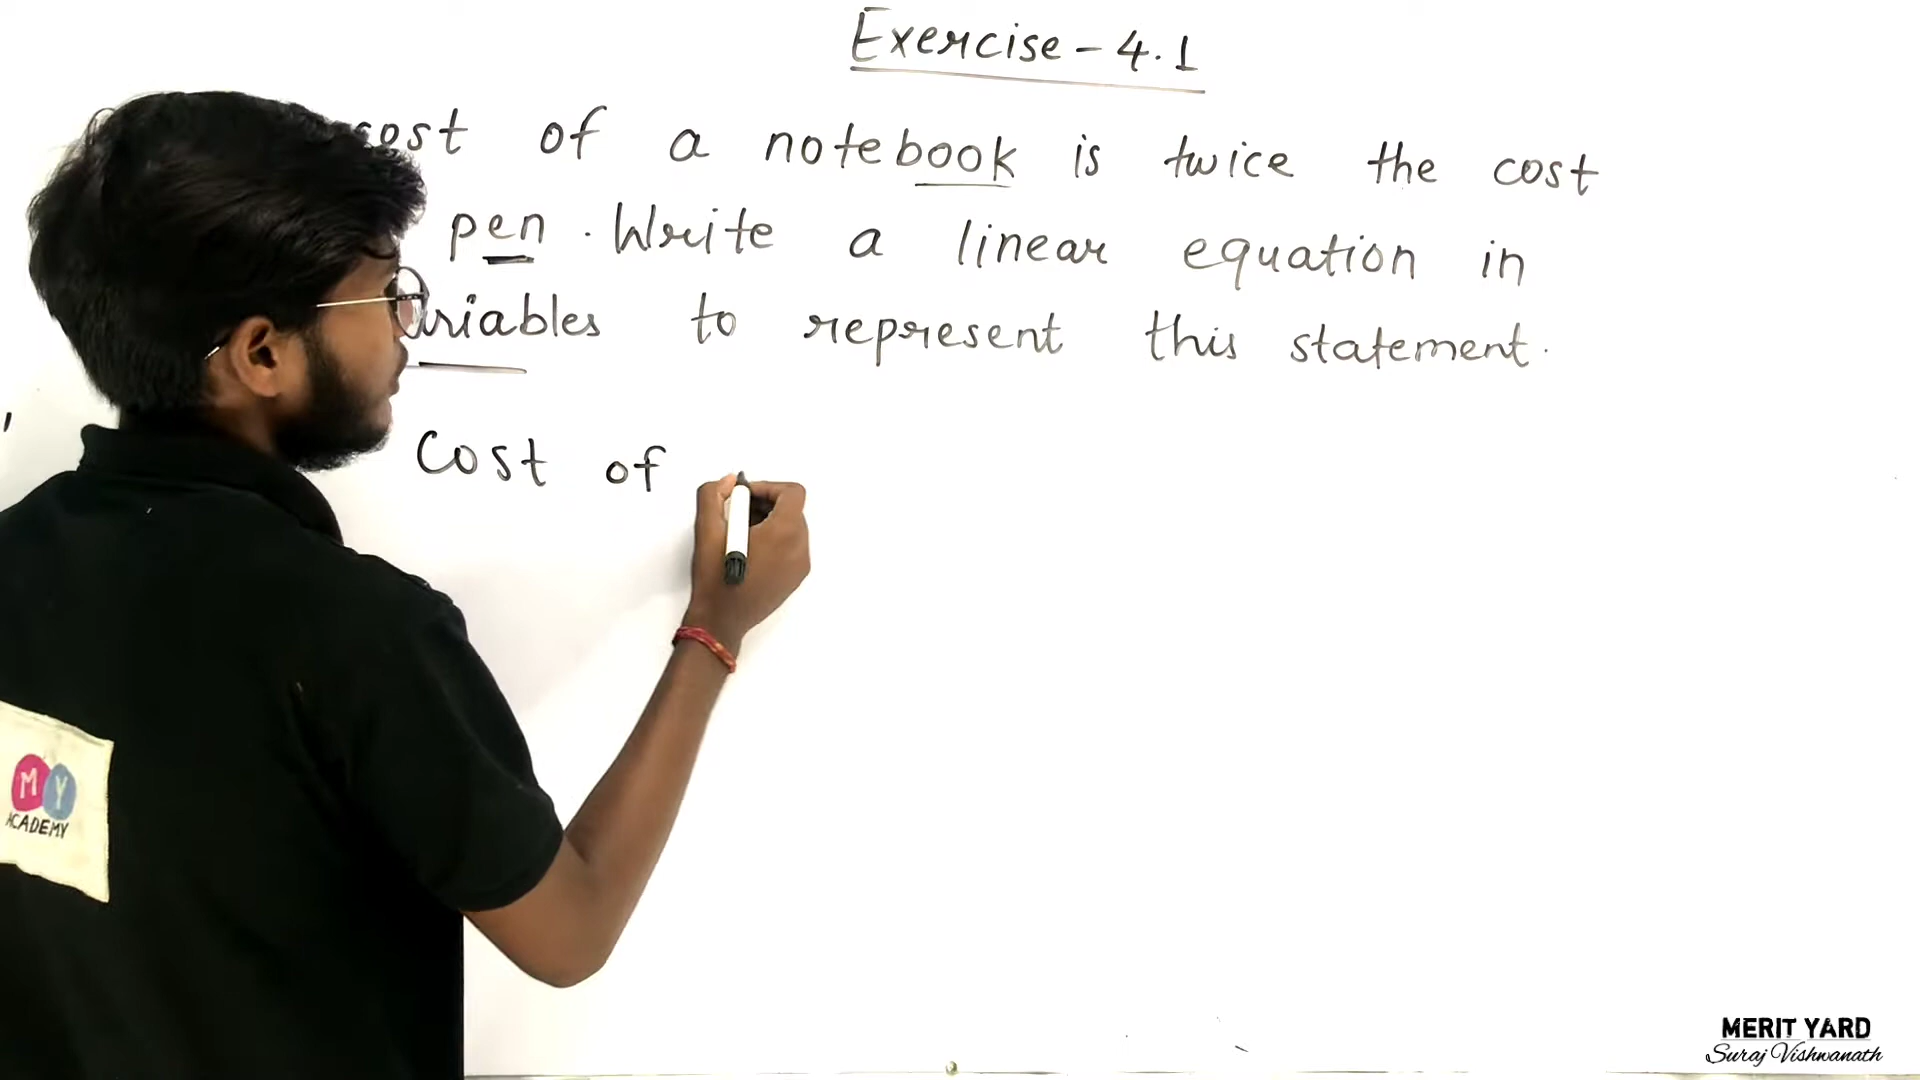 Exercise - 4.1
cost of a notebook is twice the cost
pen. Write a linear equation in
variables to represent this statement.
Cost of
M Y
ACADEMY
MERIT YARD
Suraj Vishwanath